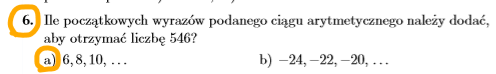 6. Ile początkowych wyrazów podanego ciągu arytmetycznego należy dodać,
aby otrzymać liczbę 546?
a) 6, 8, 10, ... b) −24, −22, −20, ...